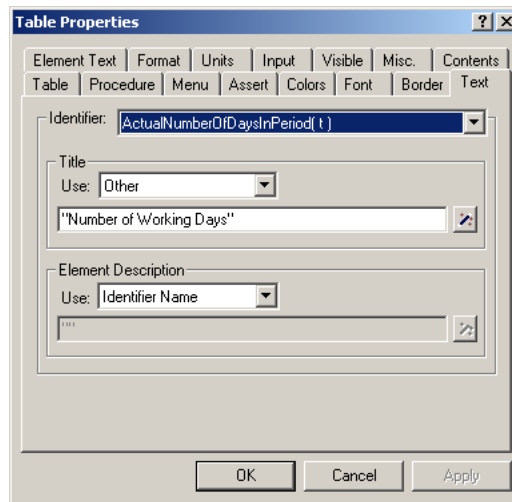 Table Properties
Element Text Format Units Input Visible Misc. Contents
Table Procedure Menu Assert Colors Font Border Text
Identifier: ActualNumberOfDaysInPeriod( t )
Title
Use: Other
"Number of Working Days"
Element Description
Use: Identifier Name
""
OK Cancel Apply